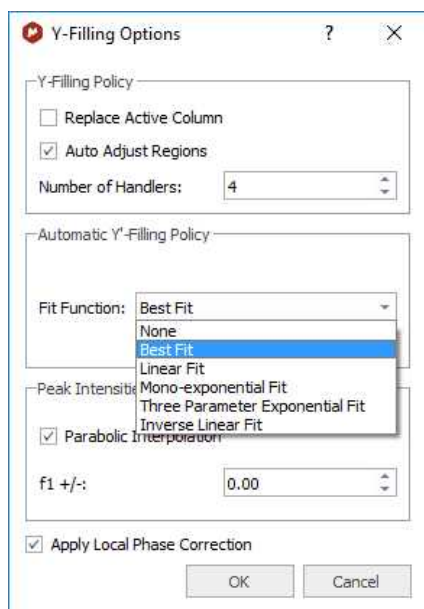 Y-Filling Options
?
Y-Filling Policy
Replace Active Column
Auto Adjust Regions
Number of Handlers: 4
Automatic Y'-Filling Policy
Fit Function: Best Fit
None
Best Fit
Linear Fit
Mono-exponential Fit
Three Parameter Exponential Fit
Inverse Linear Fit
Peak
Parabolic Interpolation
f1 +/-: 0.00
Apply Local Phase Correction
OK Cancel